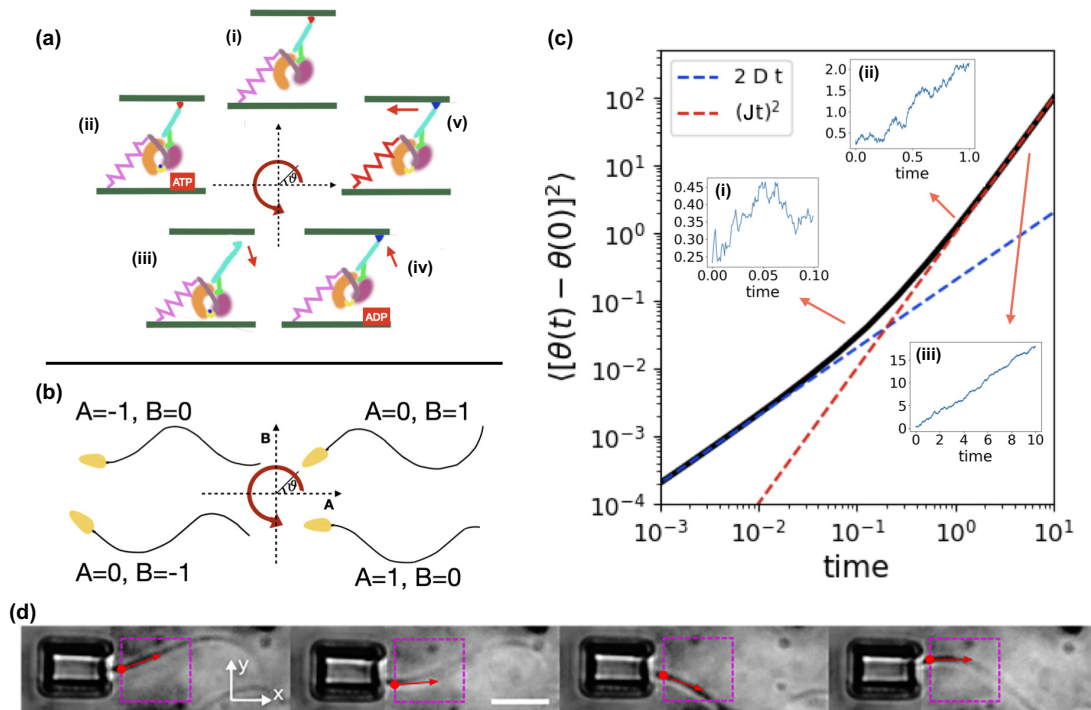 (a)
(i)
(ii)
ATP
(v)
ϑ
(iii)
(iv)
ADP
(b)
A=-1, B=0
A=0, B=1
B
ϑ
A
A=0, B=-1
A=1, B=0
(c)
⟨[θ(t) − θ(0)]²⟩
10²
10¹
10⁰
10⁻¹
10⁻²
10⁻³
10⁻⁴
2 D t
(Jt)²
(i)
0.45
0.40
0.35
0.30
0.25
0.00 0.05 0.10
time
(ii)
2.0
1.5
1.0
0.5
0.0 0.5 1.0
time
(iii)
15
10
5
0
0 2 4 6 8 10
time
10⁻³ 10⁻² 10⁻¹ 10⁰ 10¹
time
(d)
y
x